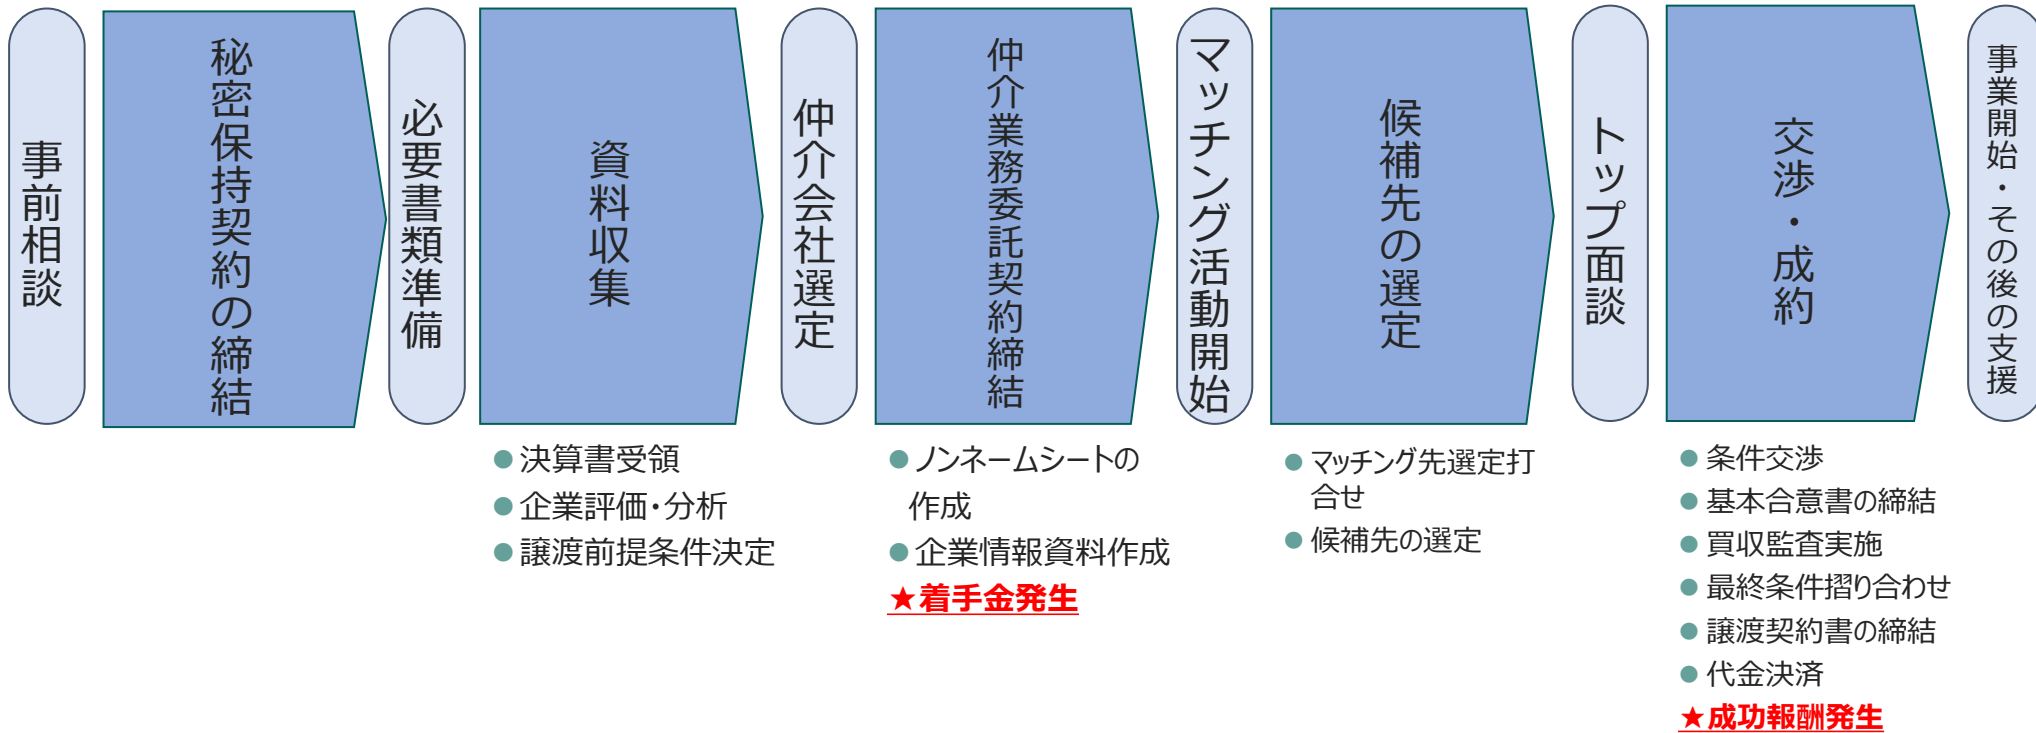 事前相談
秘密保持契約の締結
必要書類準備
資料収集
仲介会社選定
仲介業務委託契約締結
マッチング活動開始
候補先の選定
トップ面談
交渉・成約
事業開始・その後の支援
●決算書受領
●企業評価・分析
●譲渡前提条件決定
●ノンネームシートの
作成
●企業情報資料作成
★着手金発生
●マッチング先選定打
合せ
●候補先の選定
●条件交渉
●基本合意書の締結
●買収監査実施
●最終条件摺り合わせ
●譲渡契約書の締結
●代金決済
★成功報酬発生